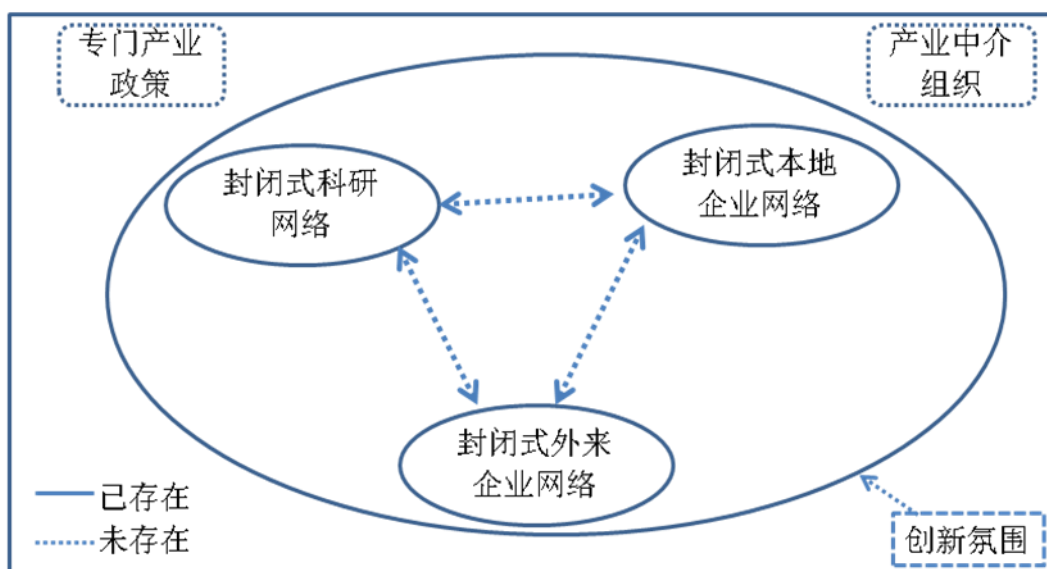 专门产业
政策
产业中介
组织
封闭式科研
网络
封闭式本地
企业网络
封闭式外来
企业网络
已存在
未存在
创新氛围